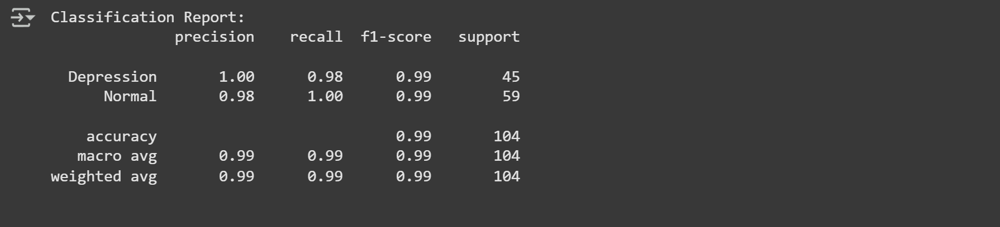 Classification Report:
precision recall f1-score support
Depression 1.00 0.98 0.99 45
Normal 0.98 1.00 0.99 59
accuracy 0.99 104
macro avg 0.99 0.99 0.99 104
weighted avg 0.99 0.99 0.99 104